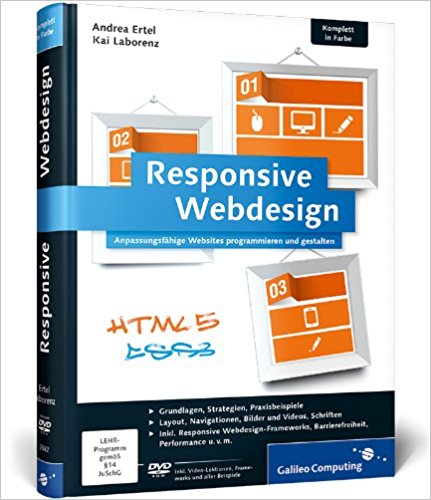 Andrea Ertel
Kai Laborenz
Komplett
in Farbe
01
02
Responsive
Webdesign
Anpassungsfähige Websites programmieren und gestalten
03
HTML5
CSS3
Grundlagen, Strategien, Praxisbeispiele
Layout, Navigationen, Bilder und Videos, Schriften
Inkl. Responsive Webdesign-Frameworks, Barrierefreiheit,
Performance u. v. m.
LEHR-
Programm
gemäß
§14
JuSchG
DVD
Inkl. Video-Lektionen, Frame-
works und aller Beispiele
Galileo Computing
Responsive Webdesign
Ertel
Laborenz
DVD